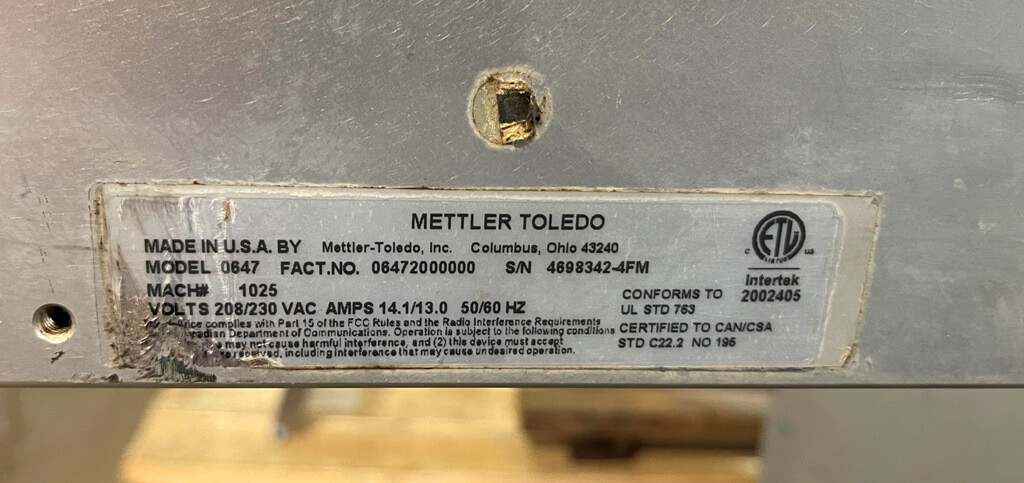 METTLER TOLEDO
MADE IN U.S.A. BY Mettler-Toledo, Inc. Columbus, Ohio 43240
MODEL 0647 FACT.NO. 06472000000 S/N 4698342-4FM
MACH# 1025
VOLTS 208/230 VAC AMPS 14.1/13.0 50/60 HZ
complies with Part 15 of the FCC Rules and the Radio Interference Requirements
Department of Communications. Operation is subject to the following conditions
may not cause harmful interference, and (2) this device must accept
received, including interference that may cause undesired operation.
CONFORMS TO
UL STD 763
CERTIFIED TO CAN/CSA
STD C22.2 NO 195
ETL
LISTED
C US
Intertek
2002405